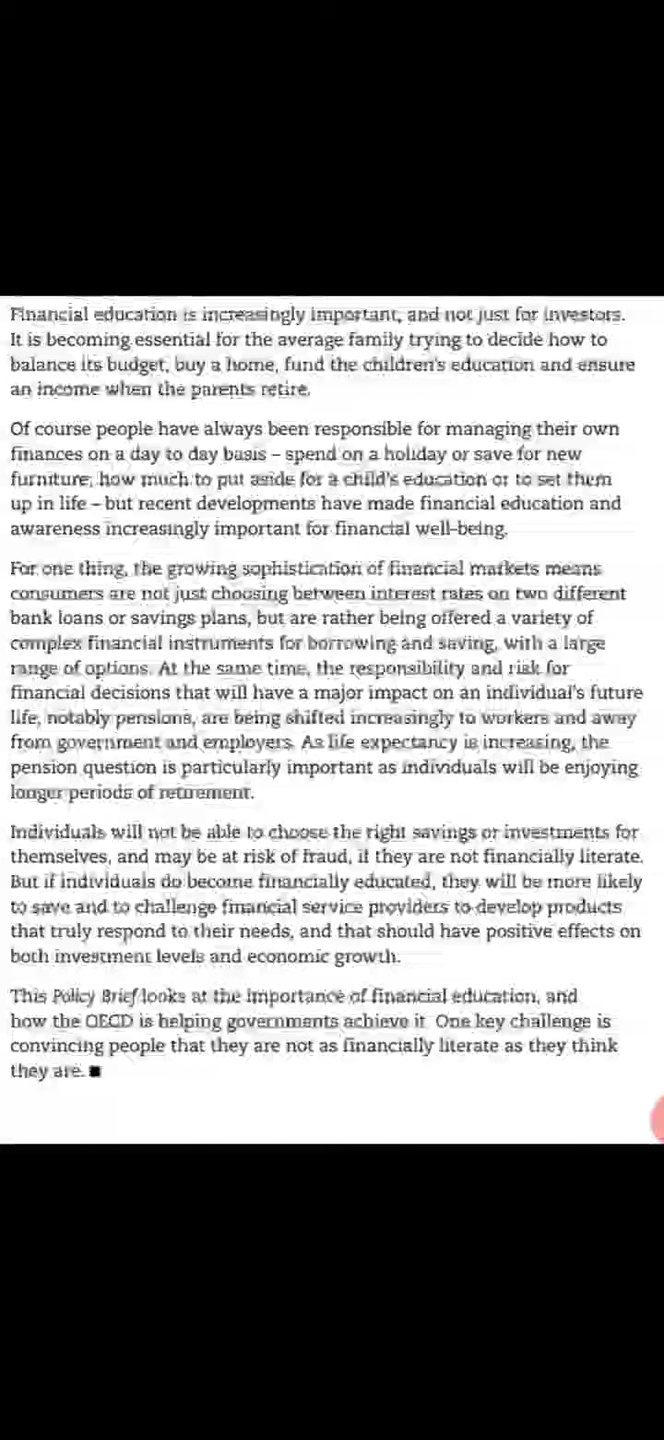 Financial education is increasingly important, and not just for investors.
It is becoming essential for the average family trying to decide how to
balance its budget, buy a home, fund the children's education and ensure
an income when the parents retire.
Of course people have always been responsible for managing their own
finances on a day to day basis – spend on a holiday or save for new
furniture; how much to put aside for a child's education or to set them
up in life – but recent developments have made financial education and
awareness increasingly important for financial well-being.
For one thing, the growing sophistication of financial markets means
consumers are not just choosing between interest rates on two different
bank loans or savings plans, but are rather being offered a variety of
complex financial instruments for borrowing and saving, with a large
range of options. At the same time, the responsibility and risk for
financial decisions that will have a major impact on an individual's future
life, notably pensions, are being shifted increasingly to workers and away
from government and employers. As life expectancy is increasing, the
pension question is particularly important as individuals will be enjoying
longer periods of retirement.
Individuals will not be able to choose the right savings or investments for
themselves, and may be at risk of fraud, if they are not financially literate.
But if individuals do become financially educated, they will be more likely
to save and to challenge financial service providers to develop products
that truly respond to their needs, and that should have positive effects on
both investment levels and economic growth.
This Policy Brief looks at the importance of financial education, and
how the OECD is helping governments achieve it. One key challenge is
convincing people that they are not as financially literate as they think
they are. ■